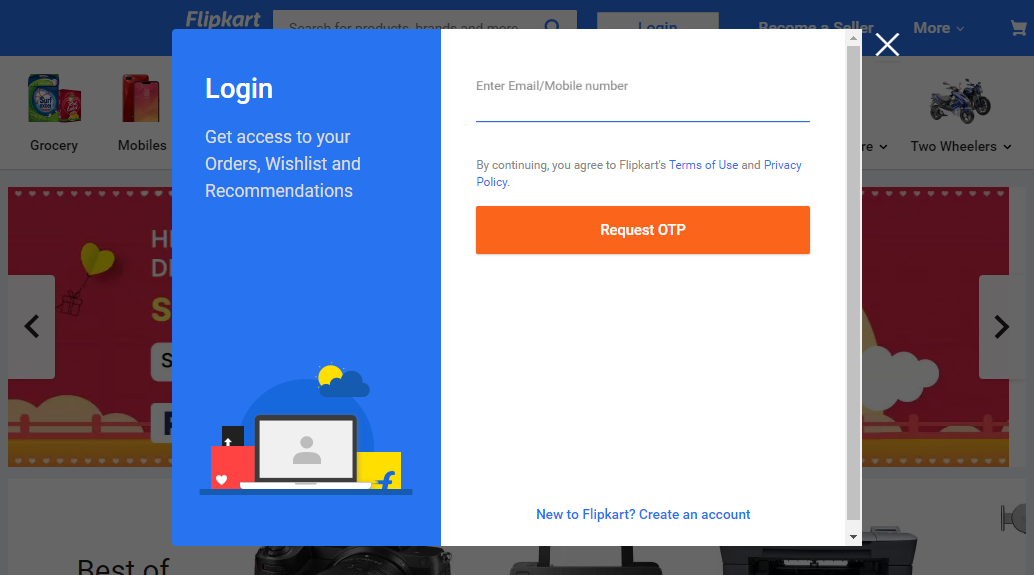 Flipkart
Search for products, brands and more
Login
Become a Seller
More
Grocery
Mobiles
Two Wheelers
Login
Get access to your
Orders, Wishlist and
Recommendations
Enter Email/Mobile number
By continuing, you agree to Flipkart's Terms of Use and Privacy
Policy.
Request OTP
New to Flipkart? Create an account
Best of